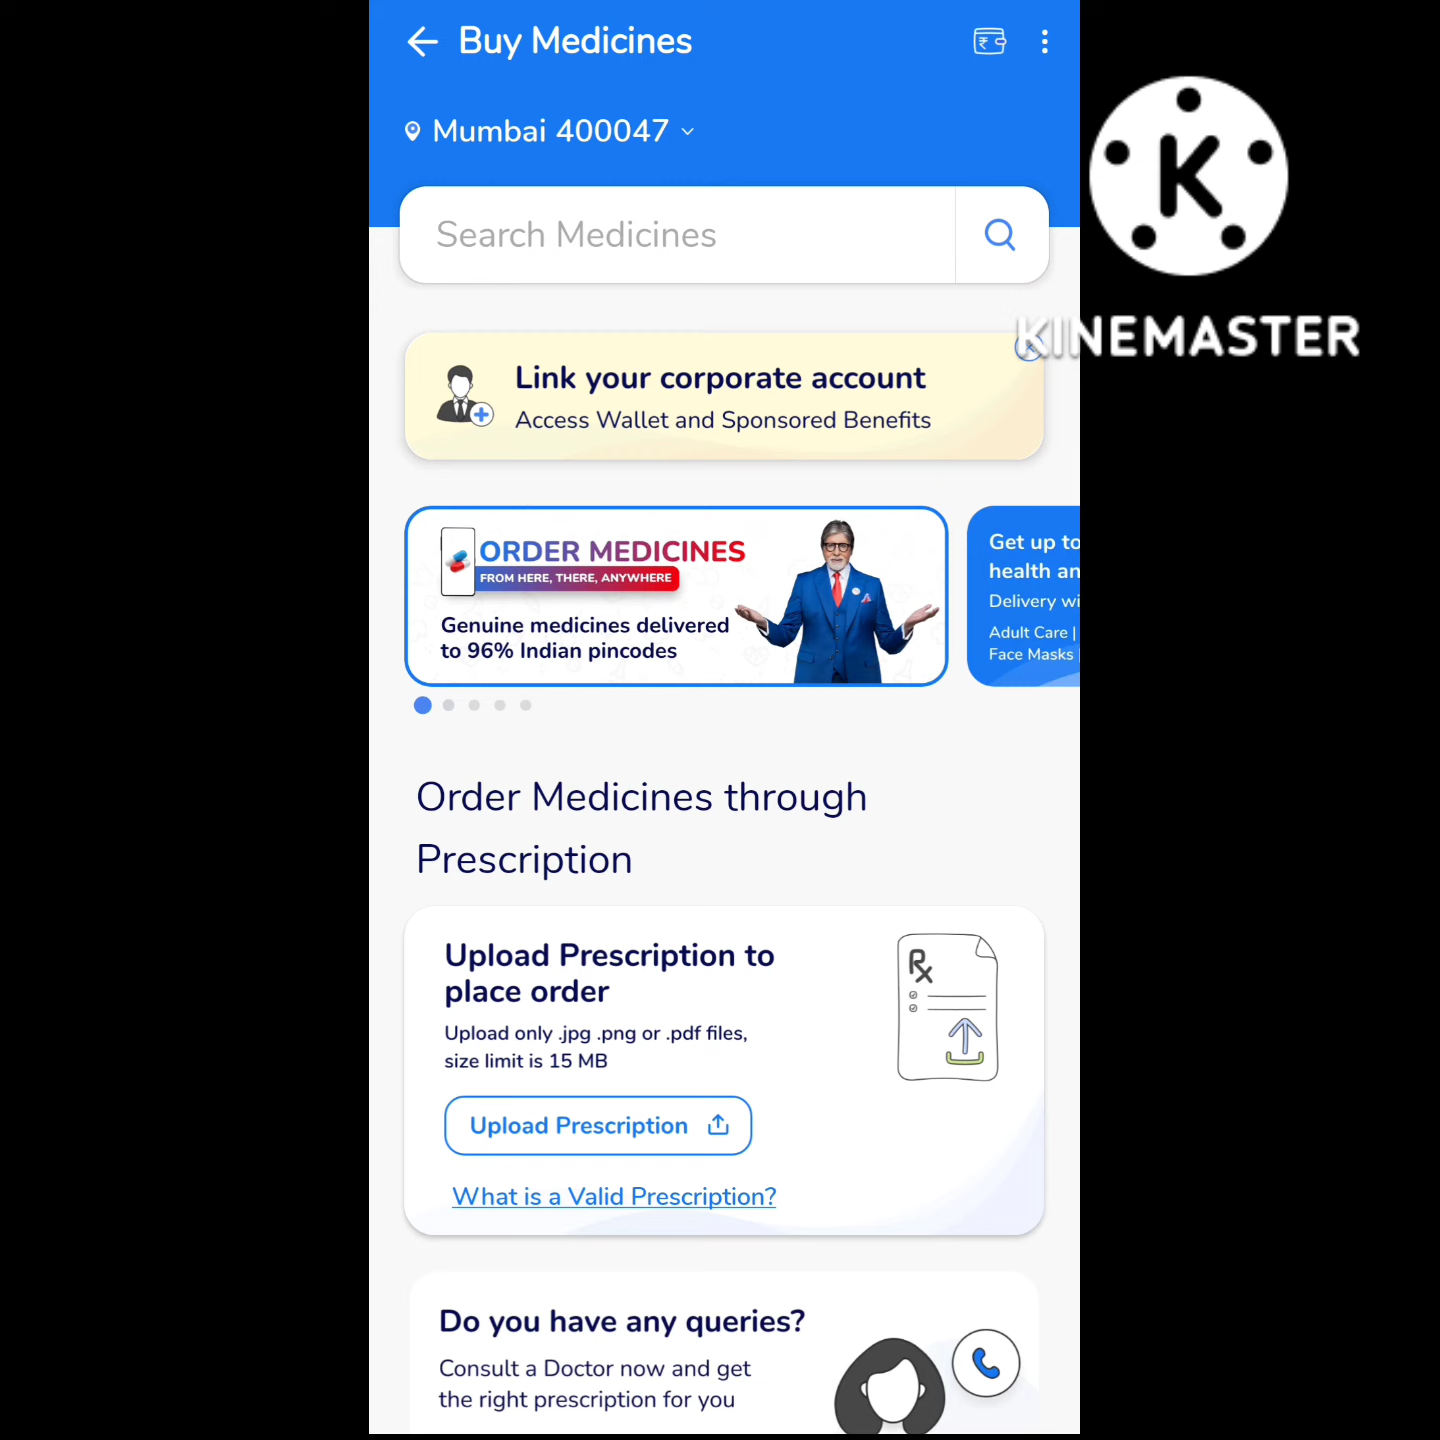 Buy Medicines
Mumbai 400047
Search Medicines
K
KINEMASTER
Link your corporate account
Access Wallet and Sponsored Benefits
ORDER MEDICINES
FROM HERE, THERE, ANYWHERE
Genuine medicines delivered
to 96% Indian pincodes
Get up to
health an
Delivery wi
Adult Care |
Face Masks
Order Medicines through
Prescription
Upload Prescription to
place order
Upload only .jpg .png or .pdf files,
size limit is 15 MB
Rx
Upload Prescription
What is a Valid Prescription?
Do you have any queries?
Consult a Doctor now and get
the right prescription for you